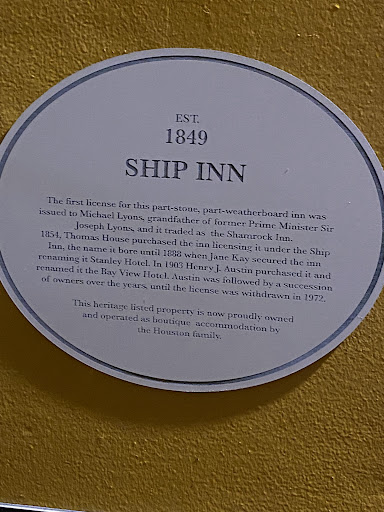 EST.
1849
SHIP INN
The first license for this part-stone, part-weatherboard inn was
issued to Michael Lyons, grandfather of former Prime Minister Sir
Joseph Lyons, and it traded as the Shamrock Inn.
1854, Thomas House purchased the inn licensing it under the Ship
Inn, the name it bore until 1888 when Jane Kay secured the inn
renaming it Stanley Hotel. In 1903 Henry J. Austin purchased it and
renamed it the Bay View Hotel. Austin was followed by a succession
of owners over the years, until the license was withdrawn in 1972.
This heritage listed property is now proudly owned
and operated as boutique accommodation by
the Houston family.